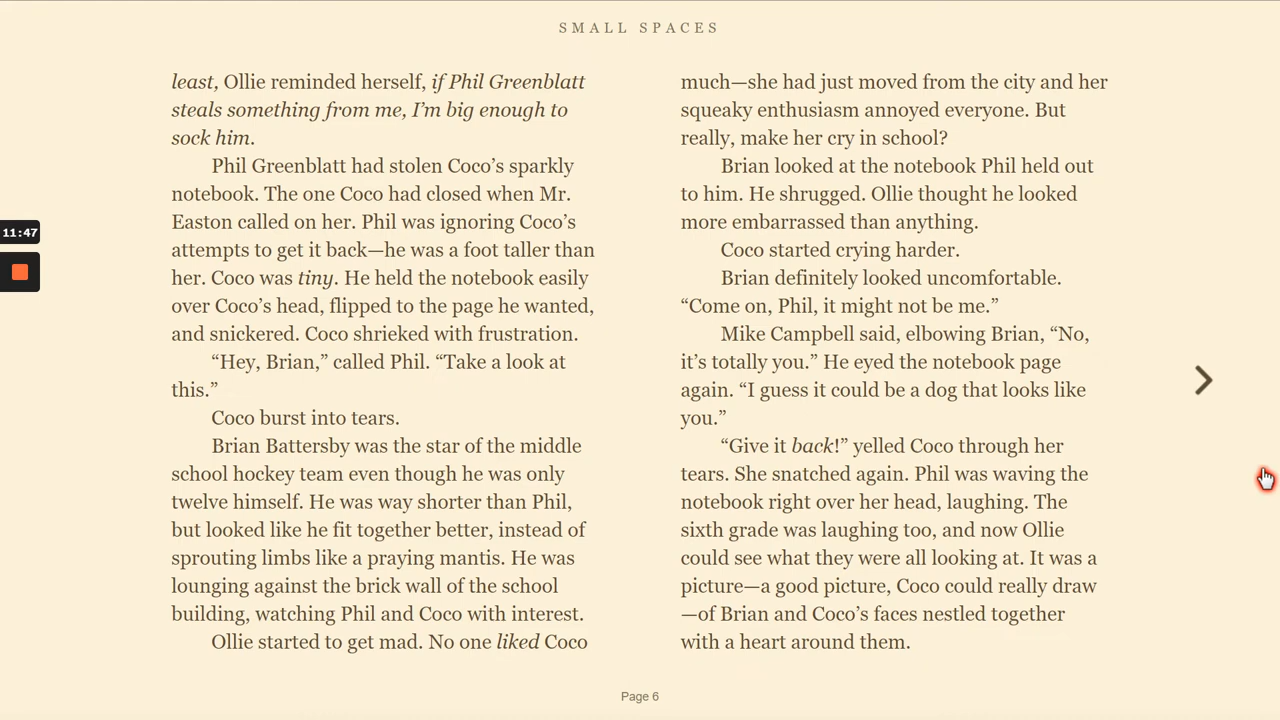 SMALL SPACES
least, Ollie reminded herself, if Phil Greenblatt
steals something from me, I’m big enough to
sock him.
Phil Greenblatt had stolen Coco’s sparkly
notebook. The one Coco had closed when Mr.
Easton called on her. Phil was ignoring Coco’s
attempts to get it back—he was a foot taller than
her. Coco was tiny. He held the notebook easily
over Coco’s head, flipped to the page he wanted,
and snickered. Coco shrieked with frustration.
“Hey, Brian,” called Phil. “Take a look at
this.”
Coco burst into tears.
Brian Battersby was the star of the middle
school hockey team even though he was only
twelve himself. He was way shorter than Phil,
but looked like he fit together better, instead of
sprouting limbs like a praying mantis. He was
lounging against the brick wall of the school
building, watching Phil and Coco with interest.
Ollie started to get mad. No one liked Coco
much—she had just moved from the city and her
squeaky enthusiasm annoyed everyone. But
really, make her cry in school?
Brian looked at the notebook Phil held out
to him. He shrugged. Ollie thought he looked
more embarrassed than anything.
Coco started crying harder.
Brian definitely looked uncomfortable.
“Come on, Phil, it might not be me.”
Mike Campbell said, elbowing Brian, “No,
it’s totally you.” He eyed the notebook page
again. “I guess it could be a dog that looks like
you.”
“Give it back!” yelled Coco through her
tears. She snatched again. Phil was waving the
notebook right over her head, laughing. The
sixth grade was laughing too, and now Ollie
could see what they were all looking at. It was a
picture—a good picture, Coco could really draw
—of Brian and Coco’s faces nestled together
with a heart around them.
11:47
Page 6